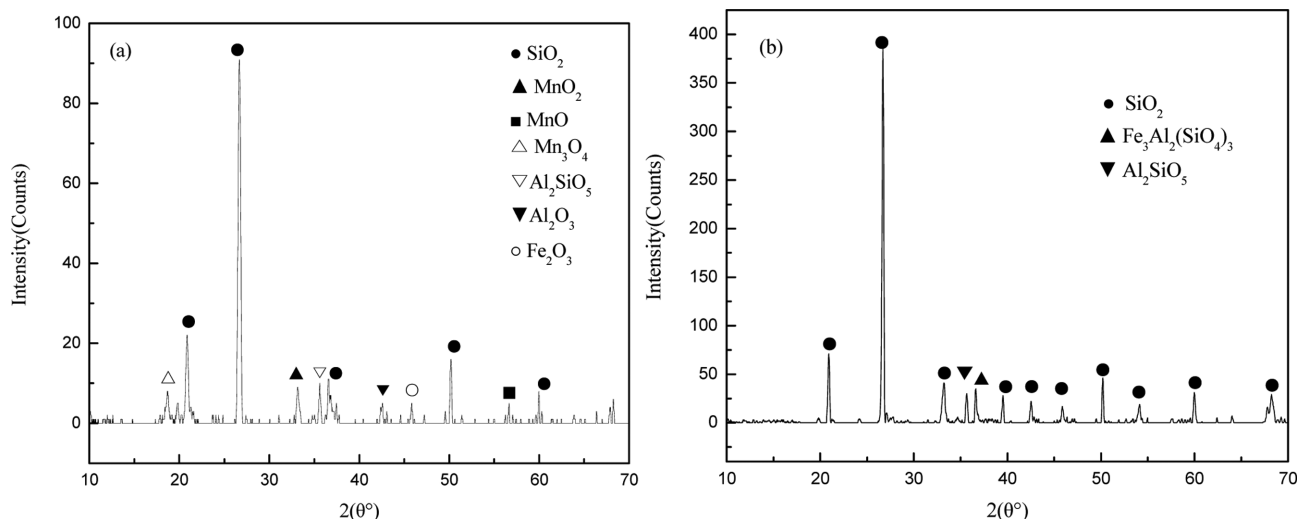 (a)
SiO₂
MnO₂
MnO
Mn₃O₄
Al₂SiO₅
Al₂O₃
Fe₂O₃
Intensity(Counts)
100
80
60
40
20
0
10 20 30 40 50 60 70
2(θ°)
(b)
SiO₂
Fe₃Al₂(SiO₄)₃
Al₂SiO₅
Intensity(Counts)
400
350
300
250
200
150
100
50
0
10 20 30 40 50 60 70
2(θ°)